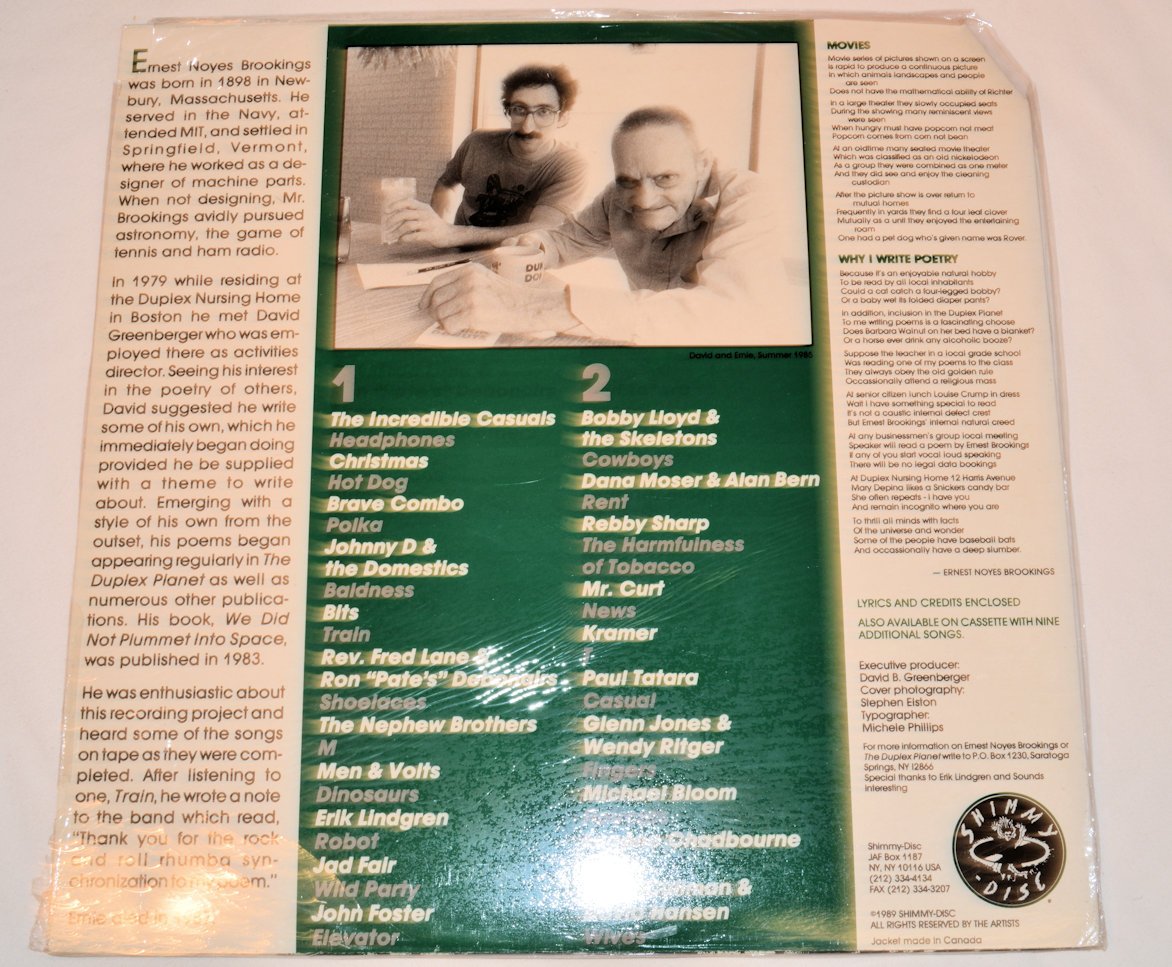 Ernest Noyes Brookings
was born in 1898 in New-
bury, Massachusetts. He
served in the Navy, at-
tended MIT, and settled in
Springfield, Vermont,
where he worked as a de-
signer of machine parts.
When not designing, Mr.
Brookings avidly pursued
astronomy, the game of
tennis and ham radio.
In 1979 while residing at
the Duplex Nursing Home
in Boston he met David
Greenberger who was em-
ployed there as activities
director. Seeing his interest
in the poetry of others,
David suggested he write
some of his own, which he
immediately began doing
provided he be supplied
with a theme to write
about. Emerging with a
style of his own from the
outset, his poems began
appearing regularly in The
Duplex Planet as well as
numerous other publica-
tions. His book, We Did
Not Plummet Into Space,
was published in 1983.
He was enthusiastic about
this recording project and
heard some of the songs
on tape as they were com-
pleted. After listening to
one, Train, he wrote a note
to the band which read,
"Thank you for the rock
and roll rhumba syn-
chronization to my poem."
Ernie died in 1987.
DUN
DON
David and Ernie, Summer 1985
1
The Incredible Casuals
Headphones
Christmas
Hot Dog
Brave Combo
Polka
Johnny D &
the Domestics
Baldness
Bits
Train
Rev. Fred Lane &
Ron "Pate's" Debonairs
Shoelaces
The Nephew Brothers
M
Men & Volts
Dinosaurs
Erik Lindgren
Robot
Jad Fair
Wild Party
John Foster
Elevator
2
Bobby Lloyd &
the Skeletons
Cowboys
Dana Moser & Alan Bern
Rent
Rebby Sharp
The Harmfulness
of Tobacco
Mr. Curt
News
Kramer
T
Paul Tatara
Casual
Glenn Jones &
Wendy Ritger
Fingers
Michael Bloom
Chadbourne
&
Hansen
Wives
MOVIES
Movie series of pictures shown on a screen
Is rapid to produce a continuous picture
In which animals landscapes and people
are seen
Does not have the mathematical ability of Richter
In a large theater they slowly occupied seats
During the showing many reminiscent views
were seen
When hungry must have popcorn not meat
Popcorn comes from corn not bean
At an oldtime many seated movie theater
Which was classified as an old nickelodeon
As a group they were combined as one meter
And they did see and enjoy the cleaning
custodian
After the picture show is over return to
mutual homes
Frequently in yards they find a four leaf clover
Mutually as a unit they enjoyed the entertaining
roam
One had a pet dog who's given name was Rover.
WHY I WRITE POETRY
Because it's an enjoyable natural hobby
To be read by all local inhabitants
Could a cat catch a four-legged bobby?
Or a baby wet its folded diaper pants?
In addition, inclusion in the Duplex Planet
To me writing poems is a fascinating choose
Does Barbara Walnut on her bed have a blanket?
Or a horse ever drink any alcoholic booze?
Suppose the teacher in a local grade school
Was reading one of my poems to the class
They always obey the old golden rule
Occassionally attend a religious mass
At senior citizen lunch Louise Crump in dress
Wait I have something special to read
It's not a caustic internal defect crest
But Ernest Brookings' internal natural creed
At any businessmen's group local meeting
Speaker will read a poem by Ernest Brookings
If any of you start vocal loud speaking
There will be no legal data bookings
At Duplex Nursing Home 12 Harris Avenue
Mary Depina likes a Snickers candy bar
She often repeats - I have you
And remain incognito where you are
To thrill all minds with facts
Of the universe and wonder
Some of the people have baseball bats
And occassionally have a deep slumber.
— ERNEST NOYES BROOKINGS
LYRICS AND CREDITS ENCLOSED
ALSO AVAILABLE ON CASSETTE WITH NINE
ADDITIONAL SONGS.
Executive producer:
David B. Greenberger
Cover photography:
Stephen Elston
Typographer:
Michele Phillips
For more information on Ernest Noyes Brookings or
The Duplex Planet write to P.O. Box 1230, Saratoga
Springs, NY 12866
Special thanks to Erik Lindgren and Sounds
Interesting
SHIMMY
-DISC
Shimmy-Disc
JAF Box 1187
NY, NY 10116 USA
(212) 334-4134
FAX (212) 334-3207
©1989 SHIMMY-DISC
ALL RIGHTS RESERVED BY THE ARTISTS
Jacket made in Canada